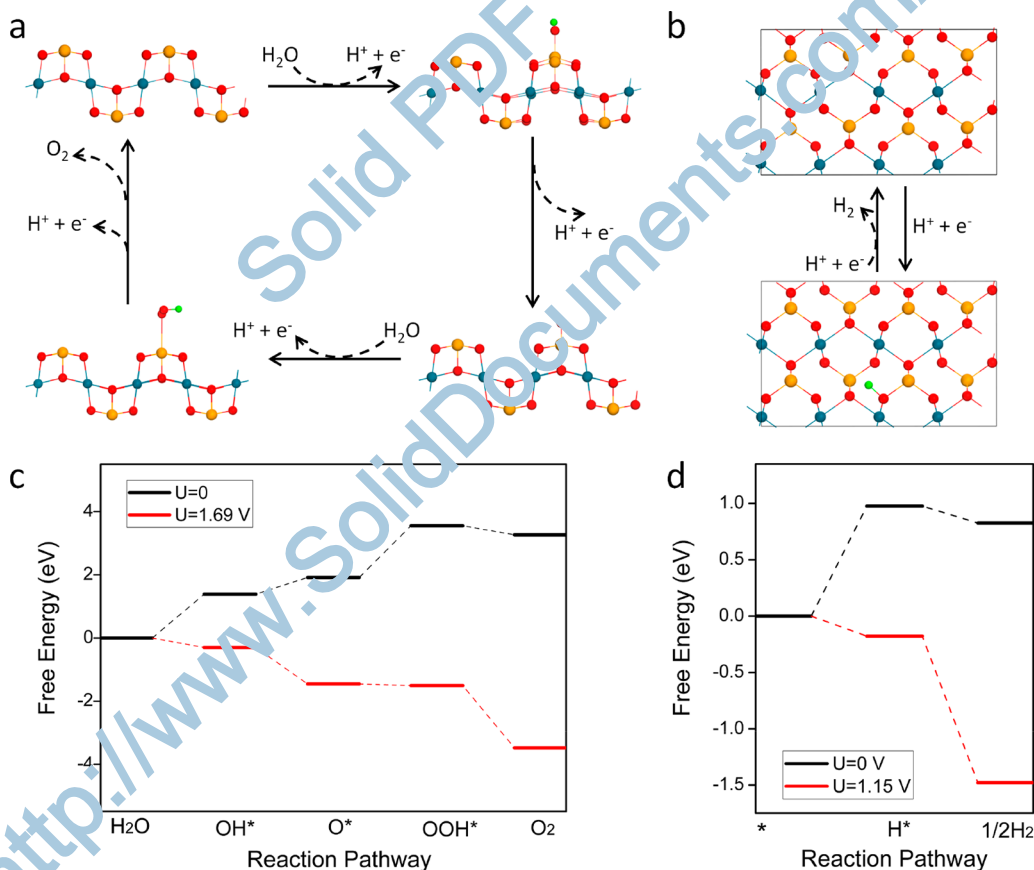 a
H₂O
H⁺ + e⁻
H⁺ + e⁻
H₂O
H⁺ + e⁻
H⁺ + e⁻
O₂
b
H₂
H⁺ + e⁻
H⁺ + e⁻
c
U=0
U=1.69 V
Free Energy (eV)
4
2
0
-2
-4
H₂O
OH*
O*
OOH*
O₂
Reaction Pathway
d
Free Energy (eV)
1.0
0.5
0.0
-0.5
-1.0
-1.5
U=0 V
U=1.15 V
*
H*
1/2H₂
Reaction Pathway
Solid PDF
http://www.SolidDocuments.com/